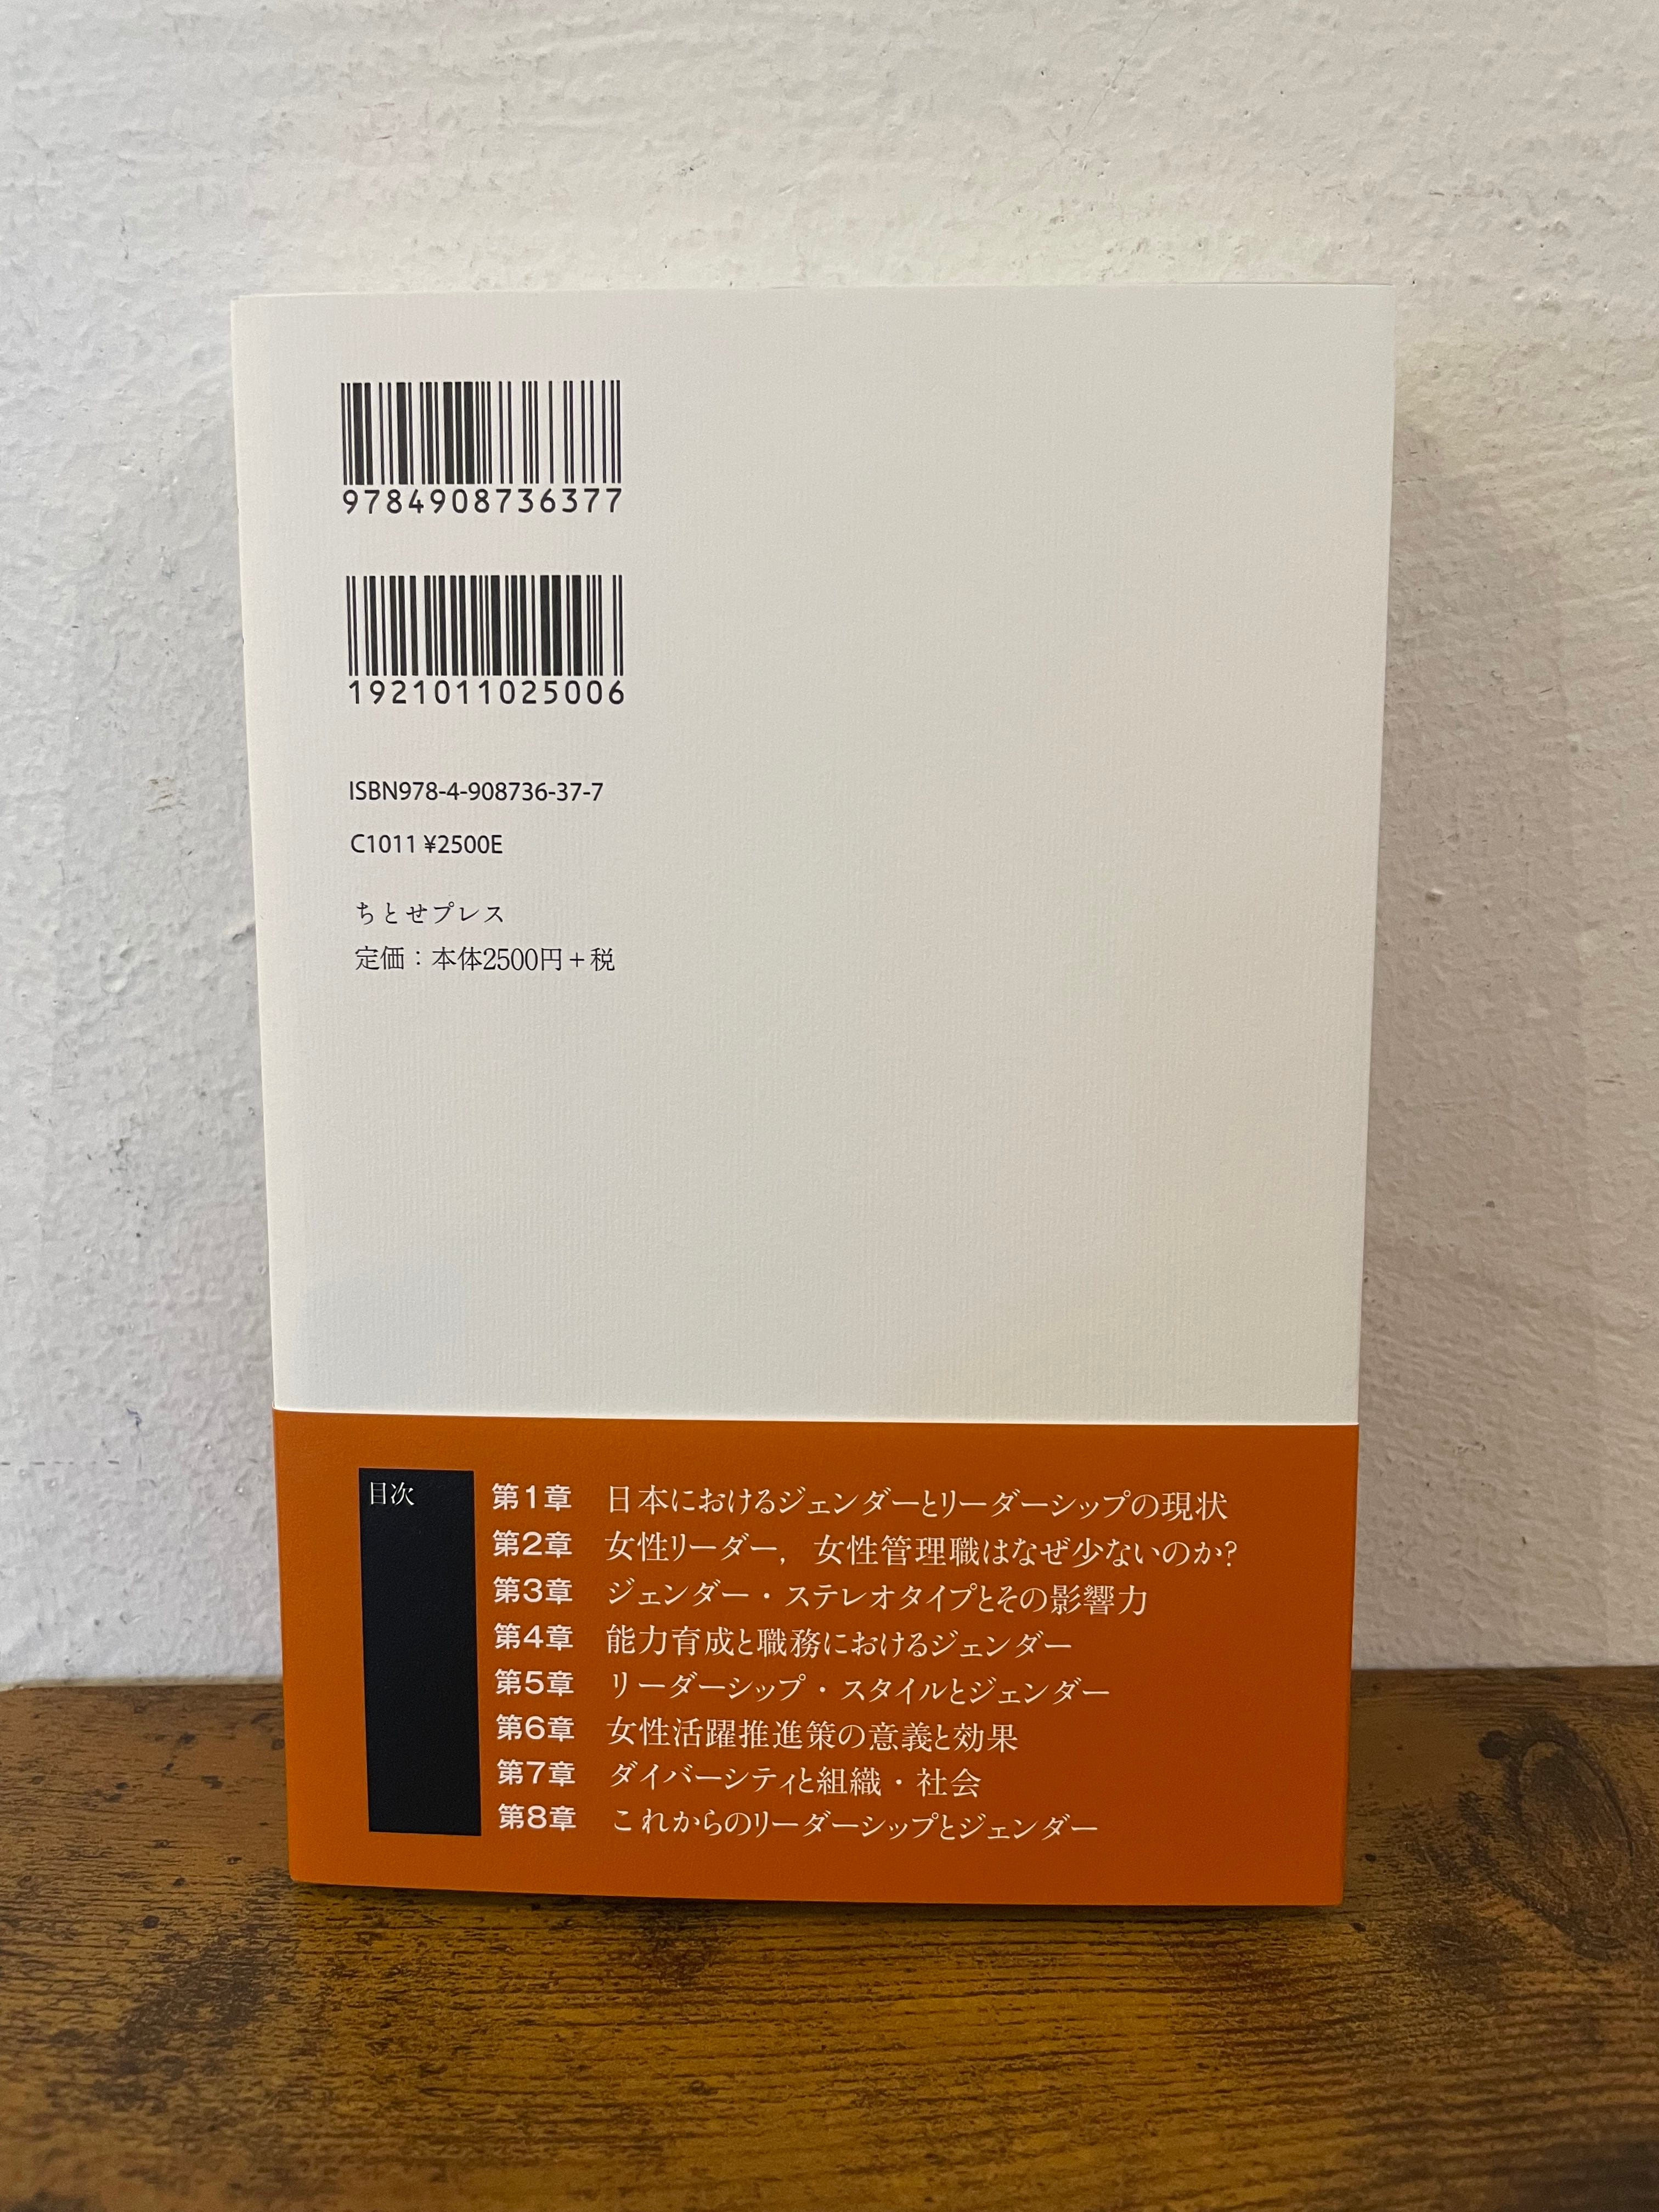 9784908736377
1921011025006
ISBN978-4-908736-37-7
C1011 ¥2500E
ちとせプレス
定価：本体2500円＋税
目次
第1章 日本におけるジェンダーとリーダーシップの現状
第2章 女性リーダー，女性管理職はなぜ少ないのか?
第3章 ジェンダー・ステレオタイプとその影響力
第4章 能力育成と職務におけるジェンダー
第5章 リーダーシップ・スタイルとジェンダー
第6章 女性活躍推進策の意義と効果
第7章 ダイバーシティと組織・社会
第8章 これからのリーダーシップとジェンダー